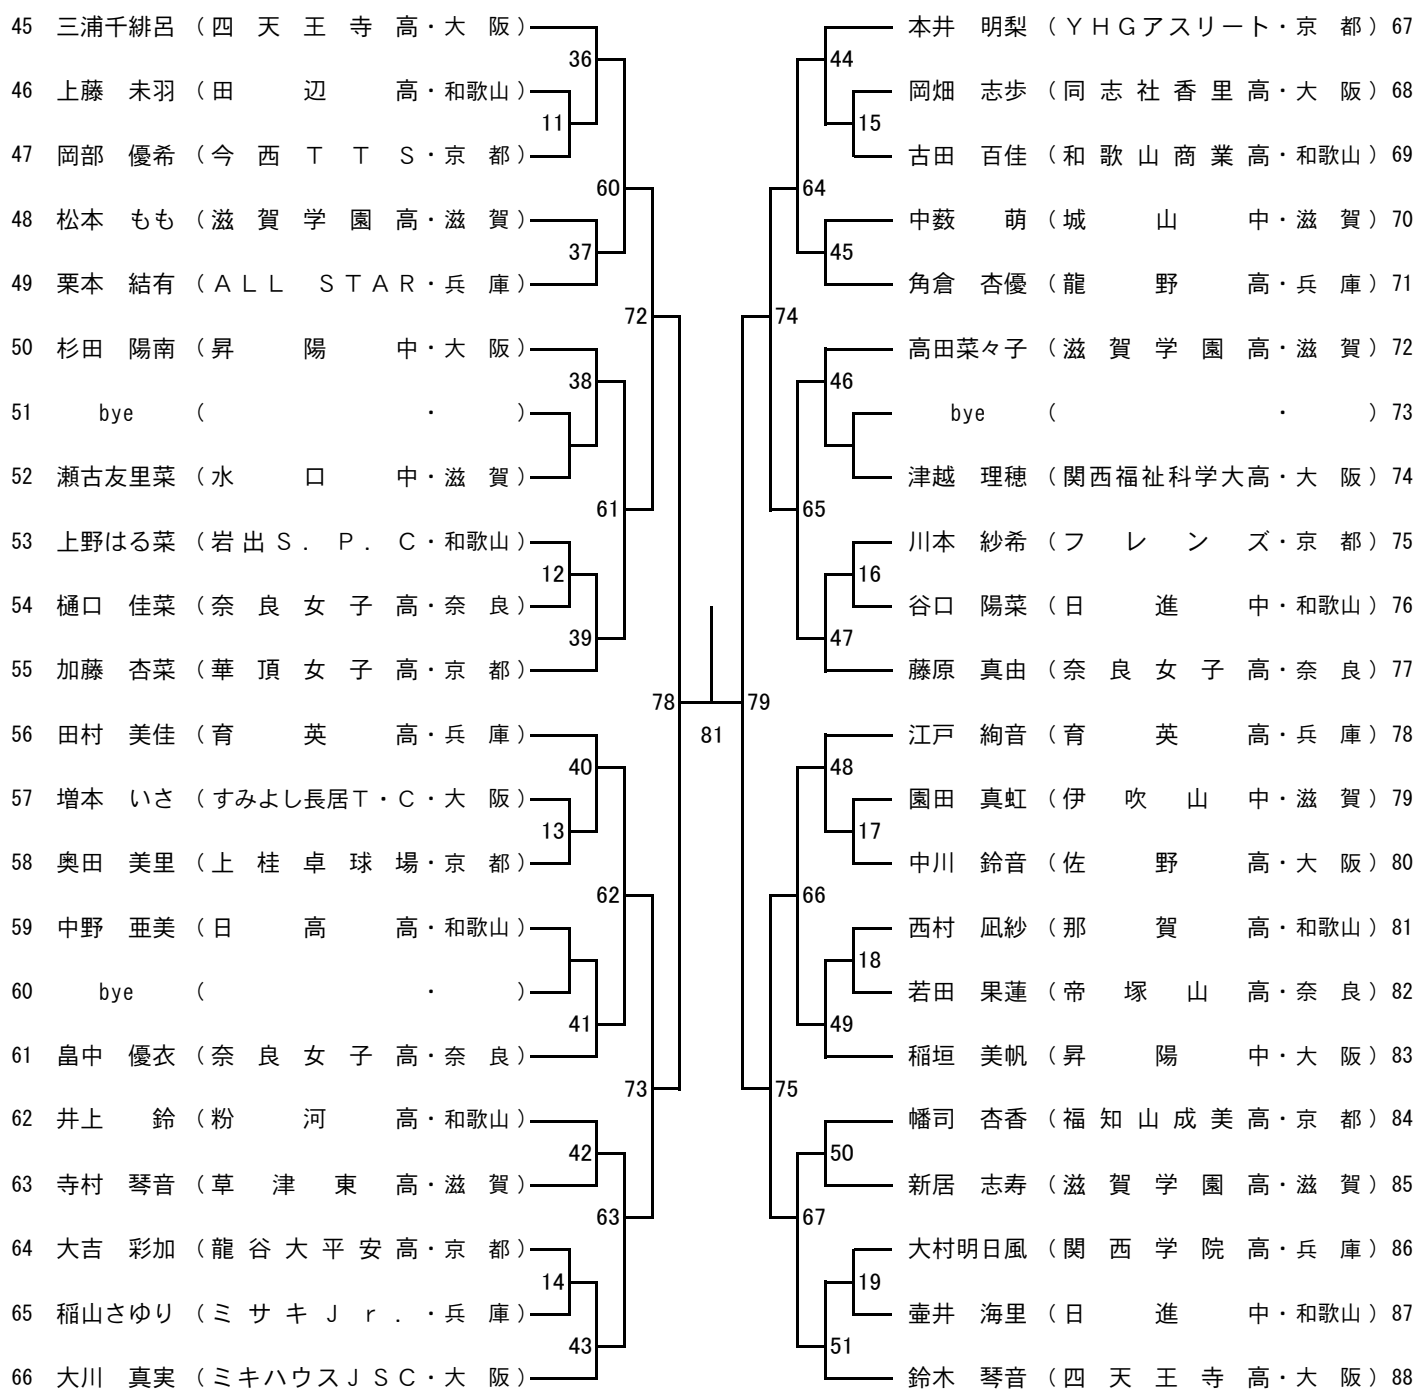 45 三浦千緋呂 （四天王寺高・大阪）
46 上藤 未羽 （田辺高・和歌山）
47 岡部 優希 （今西ＴＴＳ・京都）
48 松本 もも （滋賀学園高・滋賀）
49 栗本 結有 （ＡＬＬ ＳＴＡＲ・兵庫）
50 杉田 陽南 （昇陽中・大阪）
51 bye （ ・ ）
52 瀬古友里菜 （水口中・滋賀）
53 上野はる菜 （岩出Ｓ．Ｐ．Ｃ・和歌山）
54 樋口 佳菜 （奈良女子高・奈良）
55 加藤 杏菜 （華頂女子高・京都）
56 田村 美佳 （育英高・兵庫）
57 増本 いさ （すみよし長居Ｔ・Ｃ・大阪）
58 奥田 美里 （上桂卓球場・京都）
59 中野 亜美 （日高高・和歌山）
60 bye （ ・ ）
61 畠中 優衣 （奈良女子高・奈良）
62 井上 鈴 （粉河高・和歌山）
63 寺村 琴音 （草津東高・滋賀）
64 大吉 彩加 （龍谷大平安高・京都）
65 稲山さゆり （ミサキＪｒ．・兵庫）
66 大川 真実 （ミキハウスＪＳＣ・大阪）
36
11
60
37
72
38
61
12
39
78
40
13
62
41
73
42
63
14
43
81
44
15
64
45
74
46
65
16
47
79
48
17
66
18
49
75
50
67
19
51
本井 明梨 （ＹＨＧアスリート・京都） 67
岡畑 志歩 （同志社香里高・大阪） 68
古田 百佳 （和歌山商業高・和歌山） 69
中薮 萌 （城山中・滋賀） 70
角倉 杏優 （龍野高・兵庫） 71
高田菜々子 （滋賀学園高・滋賀） 72
bye （ ・ ） 73
津越 理穂 （関西福祉科学大高・大阪） 74
川本 紗希 （フレンズ・京都） 75
谷口 陽菜 （日進中・和歌山） 76
藤原 真由 （奈良女子高・奈良） 77
江戸 絢音 （育英高・兵庫） 78
園田 真虹 （伊吹山中・滋賀） 79
中川 鈴音 （佐野高・大阪） 80
西村 凪紗 （那賀高・和歌山） 81
若田 果蓮 （帝塚山高・奈良） 82
稲垣 美帆 （昇陽中・大阪） 83
幡司 杏香 （福知山成美高・京都） 84
新居 志寿 （滋賀学園高・滋賀） 85
大村明日風 （関西学院高・兵庫） 86
壷井 海里 （日進中・和歌山） 87
鈴木 琴音 （四天王寺高・大阪） 88